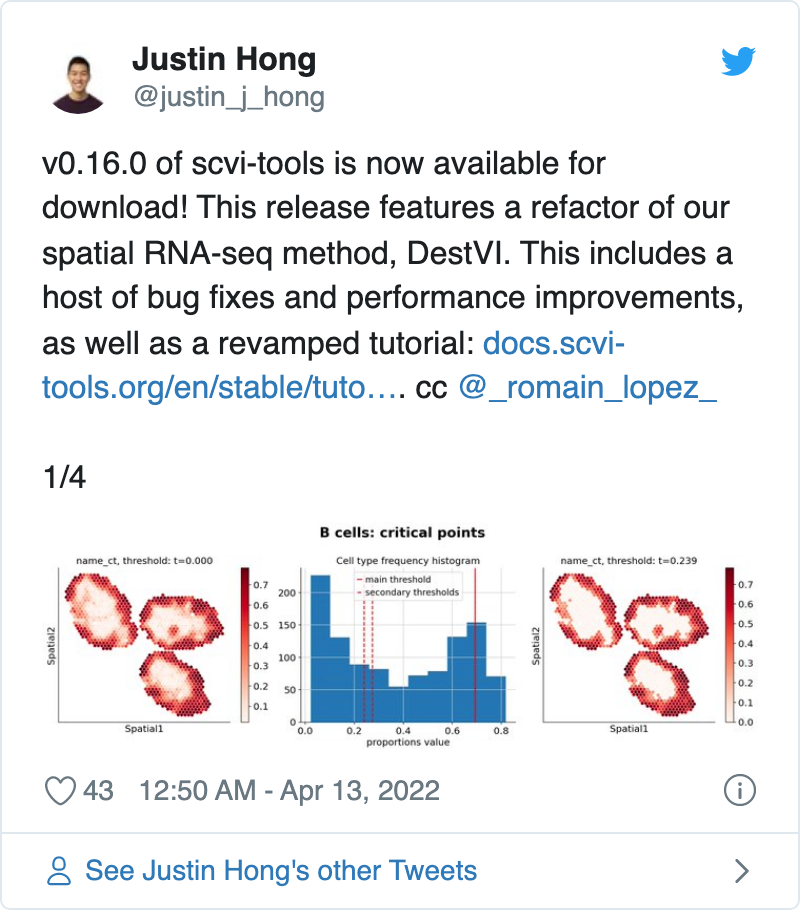 Justin Hong
@justin_j_hong
v0.16.0 of scvi-tools is now available for
download! This release features a refactor of our
spatial RNA-seq method, DestVI. This includes a
host of bug fixes and performance improvements,
as well as a revamped tutorial: docs.scvi-
tools.org/en/stable/tuto…. cc @_romain_lopez_
1/4
B cells: critical points
name_ct, threshold: t=0.000
Spatial2
Spatial1
0.7
0.6
0.5
0.4
0.3
0.2
0.1
Cell type frequency histogram
main threshold
secondary thresholds
200
150
100
50
0
0.0 0.2 0.4 0.6 0.8
proportions value
name_ct, threshold: t=0.239
Spatial2
Spatial1
0.7
0.6
0.5
0.4
0.3
0.2
0.1
0.0
43 12:50 AM - Apr 13, 2022
See Justin Hong's other Tweets